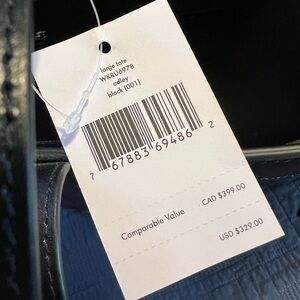 large tote
WKRU6978
adley
black (001)
7 67883 69486 2
Comparable Value CAD $399.00
USD $329.00